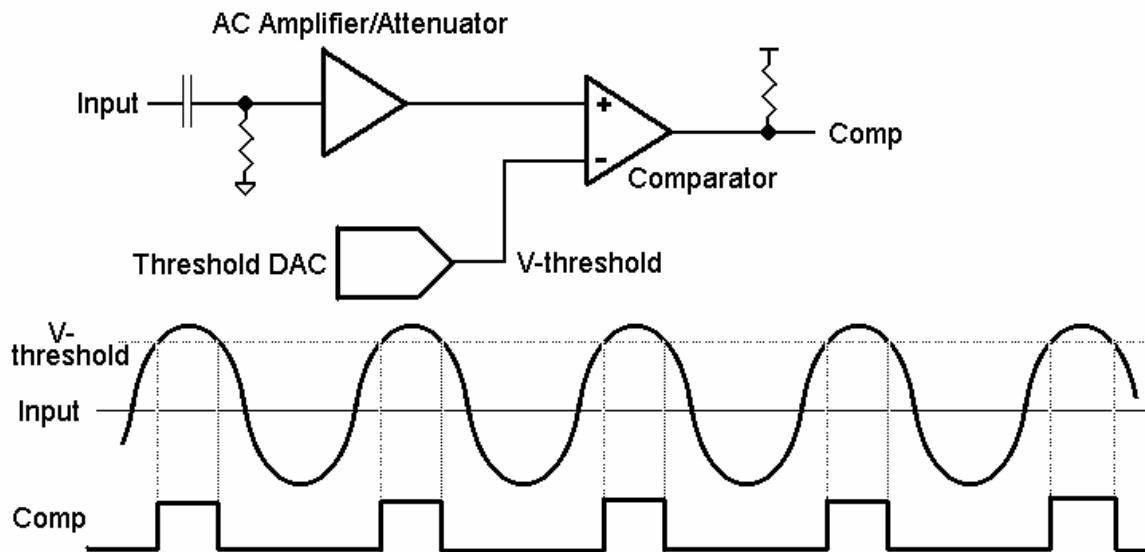 AC Amplifier/Attenuator
Input
+
-
Comp
Comparator
Threshold DAC
V-threshold
V-
threshold
Input
Comp